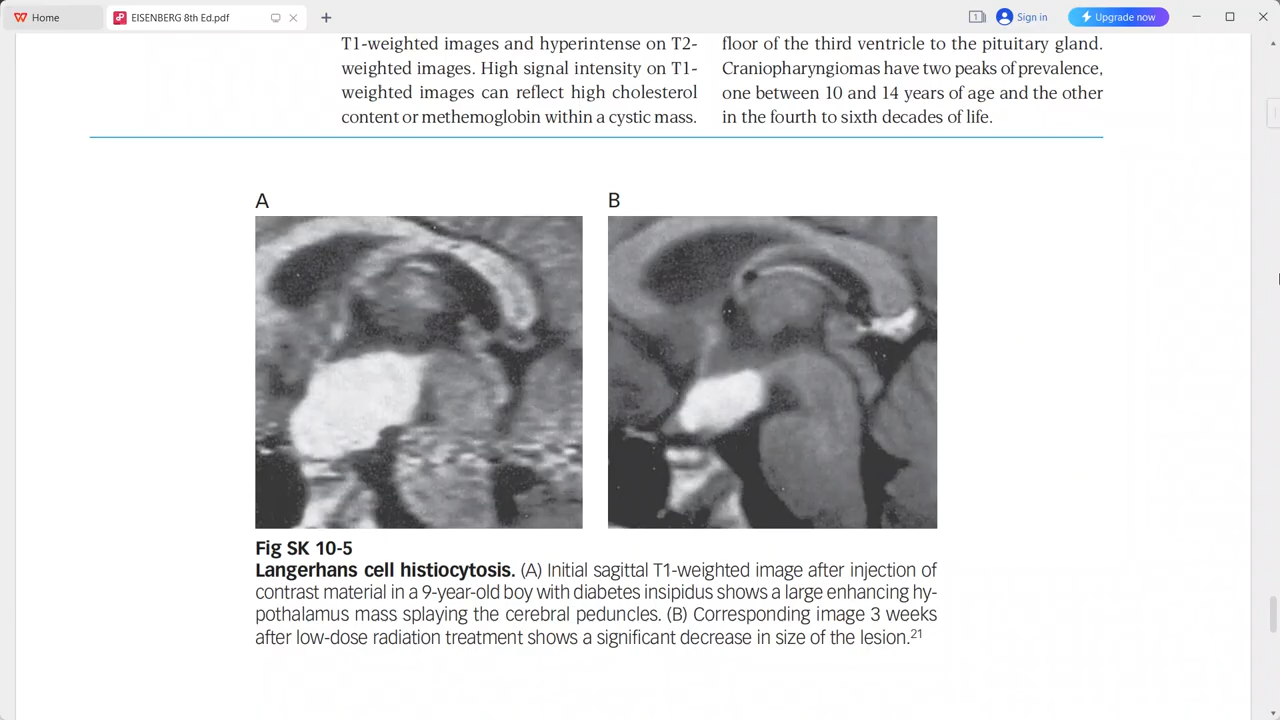 Home
EISENBERG 8th Ed.pdf
1
Sign in
Upgrade now
T1-weighted images and hyperintense on T2-
weighted images. High signal intensity on T1-
weighted images can reflect high cholesterol
content or methemoglobin within a cystic mass.
floor of the third ventricle to the pituitary gland.
Craniopharyngiomas have two peaks of prevalence,
one between 10 and 14 years of age and the other
in the fourth to sixth decades of life.
A
B
Fig SK 10-5
Langerhans cell histiocytosis. (A) Initial sagittal T1-weighted image after injection of
contrast material in a 9-year-old boy with diabetes insipidus shows a large enhancing hy-
pothalamus mass splaying the cerebral peduncles. (B) Corresponding image 3 weeks
after low-dose radiation treatment shows a significant decrease in size of the lesion.21